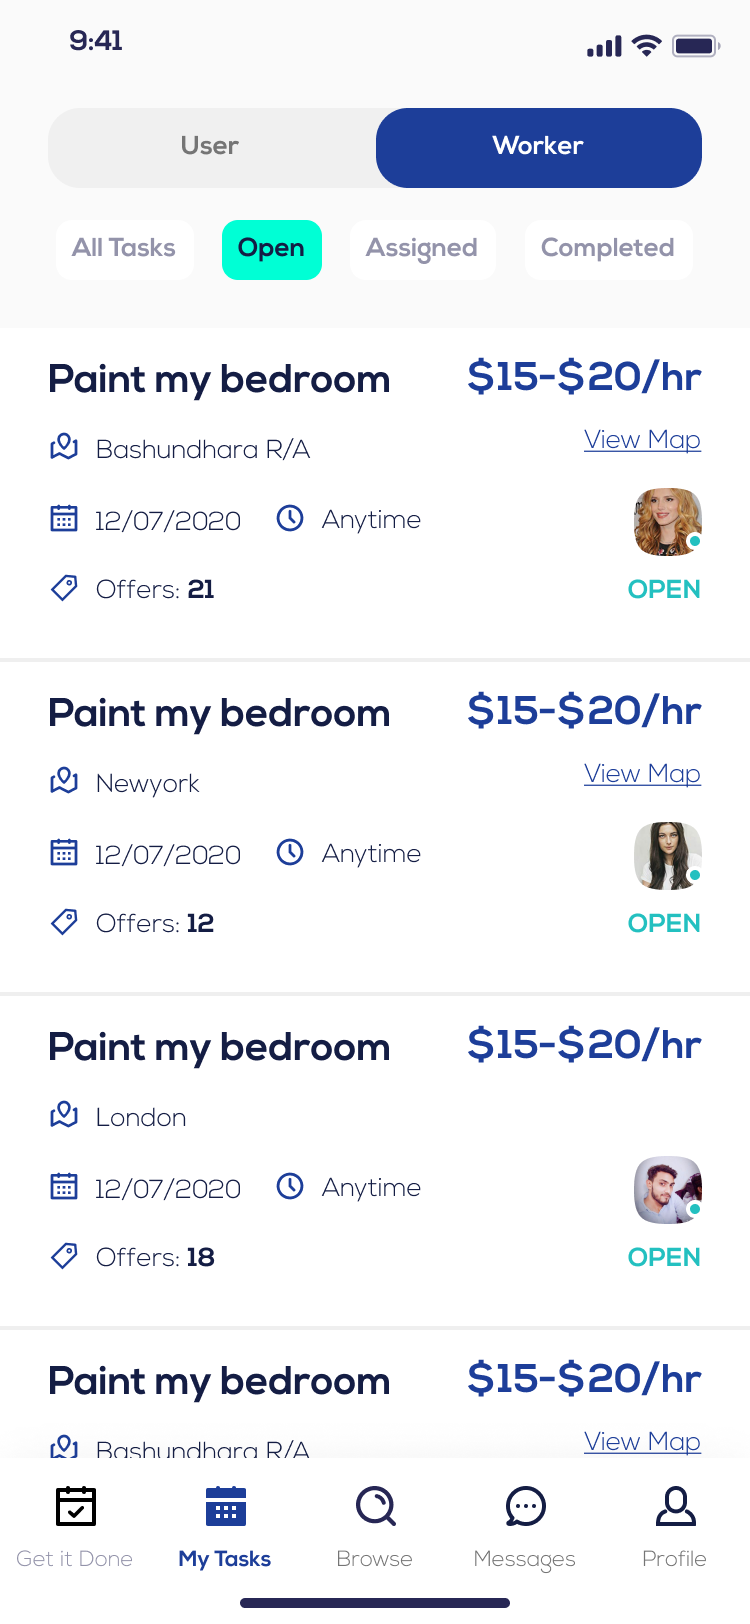 9:41
User Worker
All Tasks Open Assigned Completed
Paint my bedroom $15-$20/hr
Bashundhara R/A View Map
12/07/2020 Anytime
Offers: 21 OPEN
Paint my bedroom $15-$20/hr
Newyork View Map
12/07/2020 Anytime
Offers: 12 OPEN
Paint my bedroom $15-$20/hr
London
12/07/2020 Anytime
Offers: 18 OPEN
Paint my bedroom $15-$20/hr
Bashundhara R/A View Map
Get it Done My Tasks Browse Messages Profile